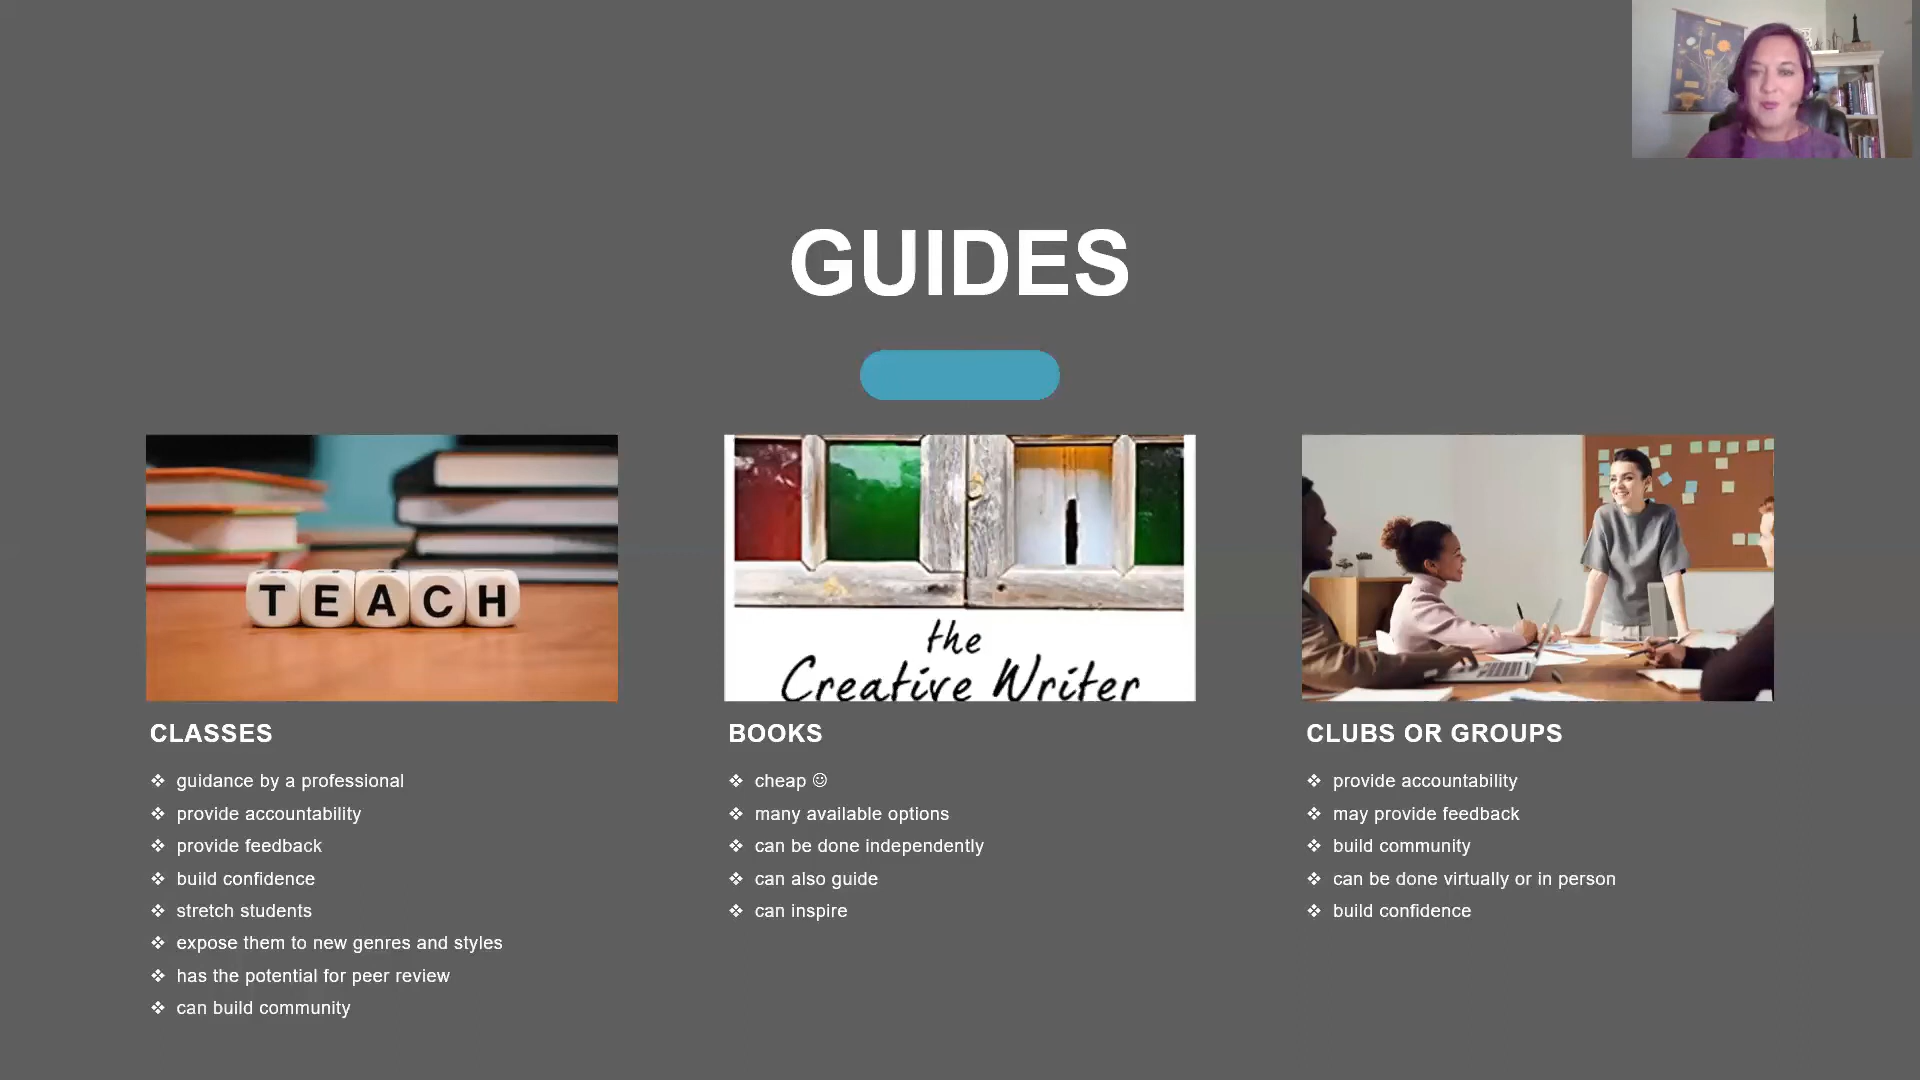 GUIDES
TEACH
the
Creative Writer
CLASSES
❖ guidance by a professional
❖ provide accountability
❖ provide feedback
❖ build confidence
❖ stretch students
❖ expose them to new genres and styles
❖ has the potential for peer review
❖ can build community
BOOKS
❖ cheap ☺
❖ many available options
❖ can be done independently
❖ can also guide
❖ can inspire
CLUBS OR GROUPS
❖ provide accountability
❖ may provide feedback
❖ build community
❖ can be done virtually or in person
❖ build confidence